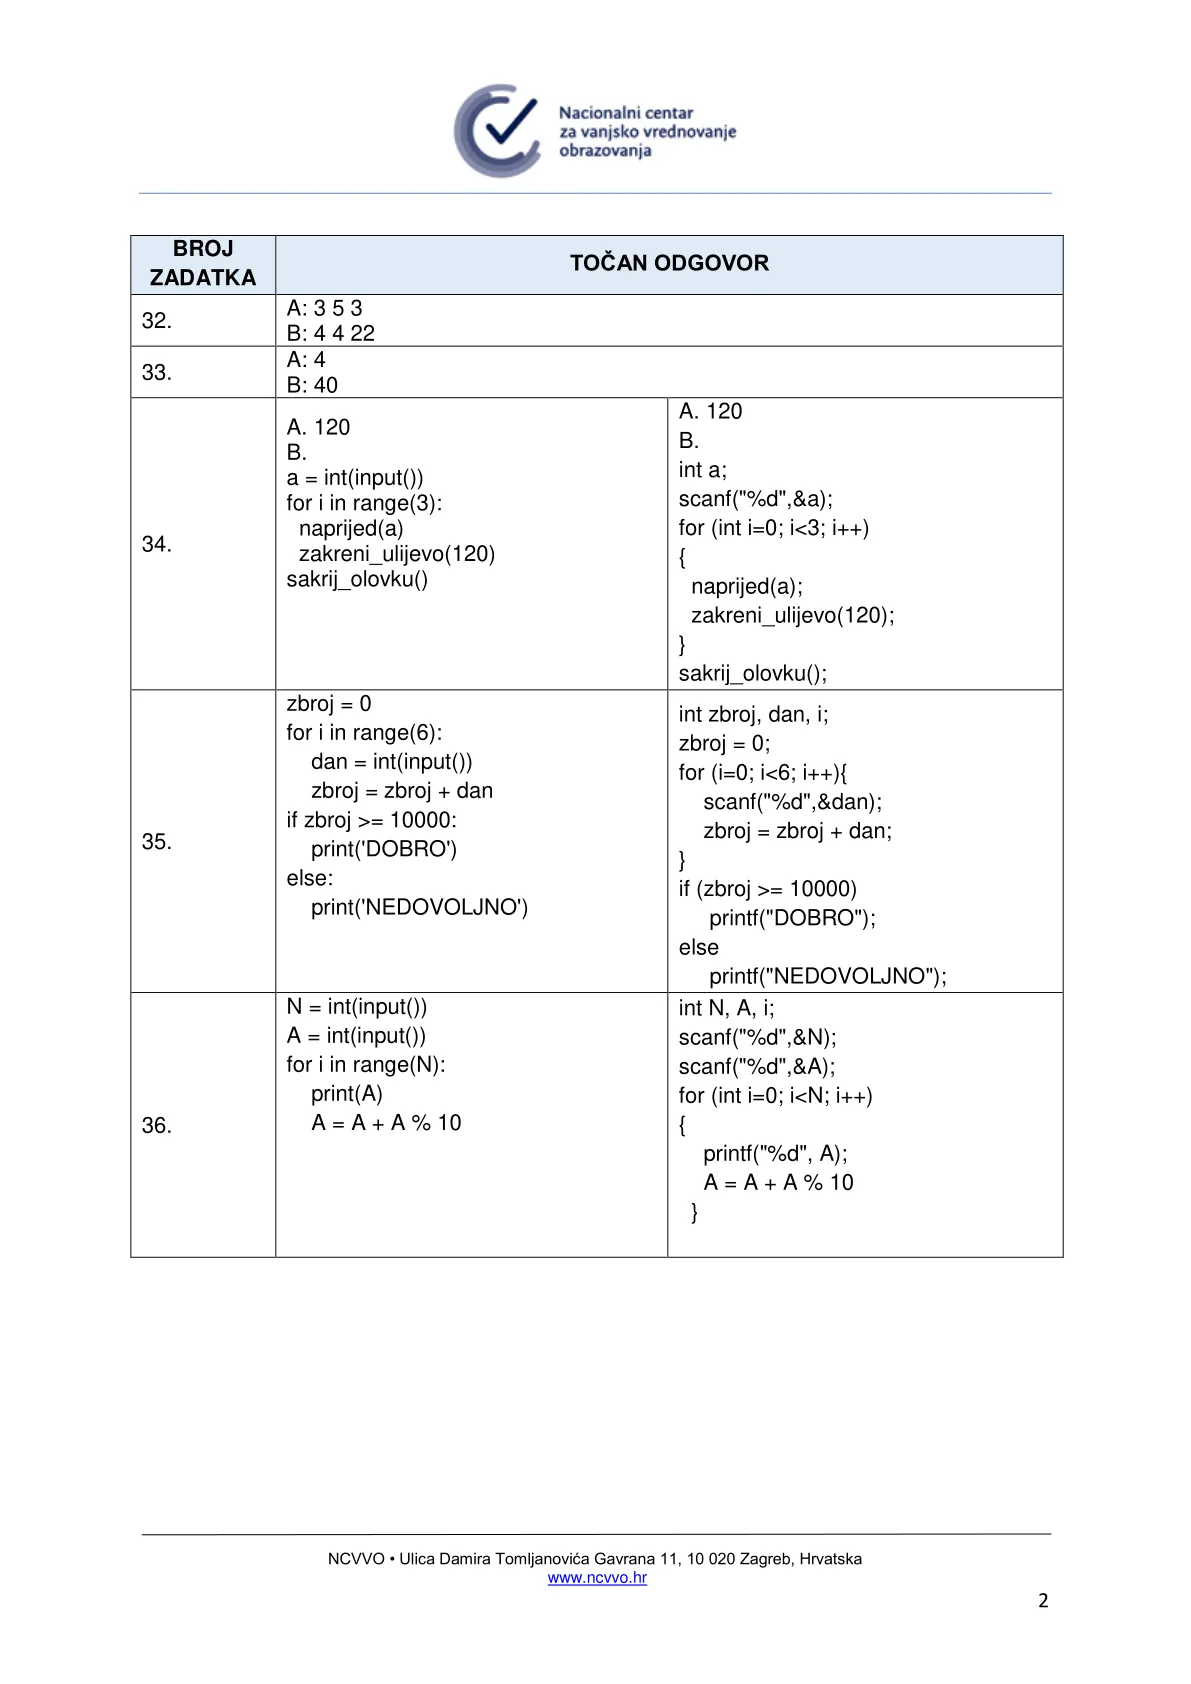 Nacionalni centar
za vanjsko vrednovanje
obrazovanja
BROJ
ZADATKA
TOČAN ODGOVOR
32.
A: 3 5 3
B: 4 4 22
33.
A: 4
B: 40
34.
A. 120
B.
a = int(input())
for i in range(3):
naprijed(a)
zakreni_ulijevo(120)
sakrij_olovku()
A. 120
B.
int a;
scanf("%d",&a);
for (int i=0; i<3; i++)
{
naprijed(a);
zakreni_ulijevo(120);
}
sakrij_olovku();
35.
zbroj = 0
for i in range(6):
dan = int(input())
zbroj = zbroj + dan
if zbroj >= 10000:
print('DOBRO')
else:
print('NEDOVOLJNO')
int zbroj, dan, i;
zbroj = 0;
for (i=0; i<6; i++){
scanf("%d",&dan);
zbroj = zbroj + dan;
}
if (zbroj >= 10000)
printf("DOBRO");
else
printf("NEDOVOLJNO");
36.
N = int(input())
A = int(input())
for i in range(N):
print(A)
A = A + A % 10
int N, A, i;
scanf("%d",&N);
scanf("%d",&A);
for (int i=0; i<N; i++)
{
printf("%d", A);
A = A + A % 10
}
NCVVO • Ulica Damira Tomljanovića Gavrana 11, 10 020 Zagreb, Hrvatska
www.ncvvo.hr
2